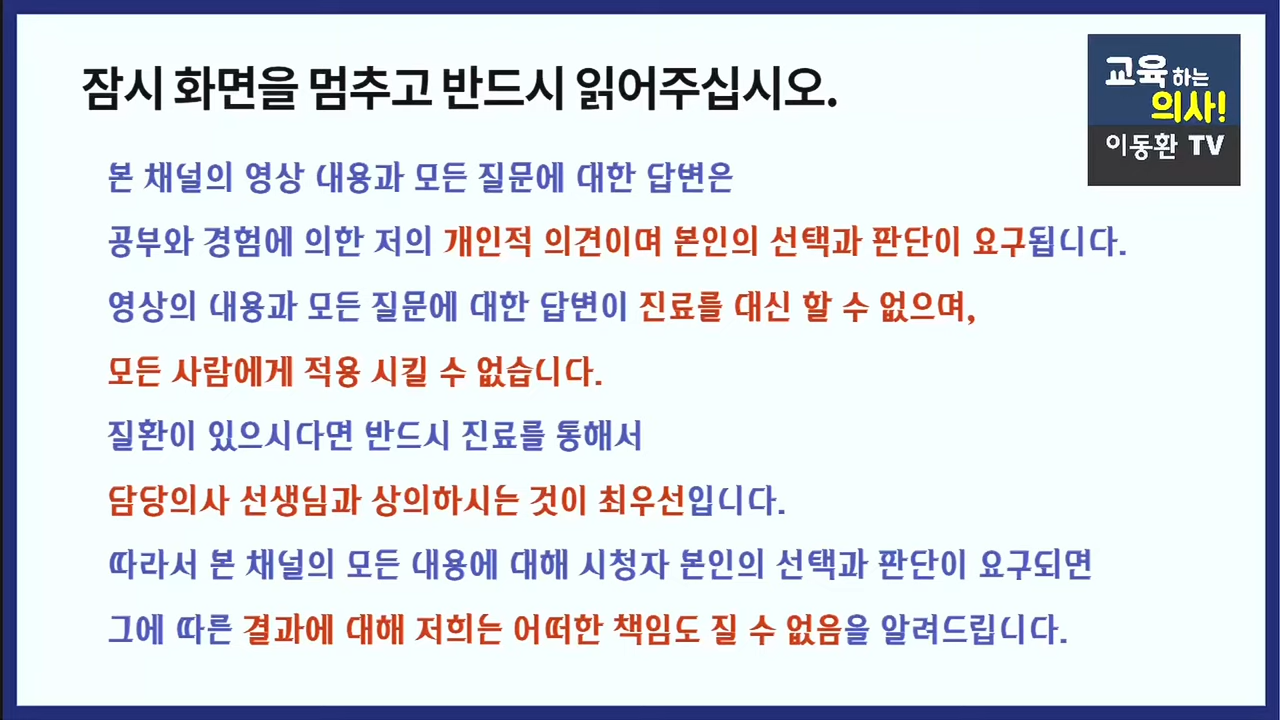 잠시 화면을 멈추고 반드시 읽어주십시오.
교육 하는
의사!
이동환 TV
본 채널의 영상 내용과 모든 질문에 대한 답변은
공부와 경험에 의한 저의 개인적 의견이며 본인의 선택과 판단이 요구됩니다.
영상의 내용과 모든 질문에 대한 답변이 진료를 대신 할 수 없으며,
모든 사람에게 적용 시킬 수 없습니다.
질환이 있으시다면 반드시 진료를 통해서
담당의사 선생님과 상의하시는 것이 최우선입니다.
따라서 본 채널의 모든 내용에 대해 시청자 본인의 선택과 판단이 요구되면
그에 따른 결과에 대해 저희는 어떠한 책임도 질 수 없음을 알려드립니다.